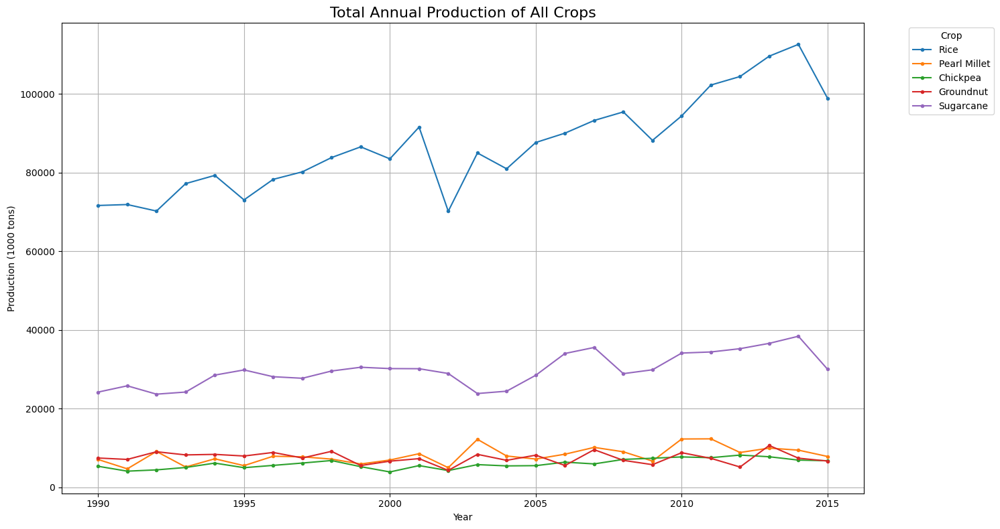 Total Annual Production of All Crops
Crop
Rice
Pearl Millet
Chickpea
Groundnut
Sugarcane
Production (1000 tons)
100000
80000
60000
40000
20000
0
1990 1995 2000 2005 2010 2015
Year